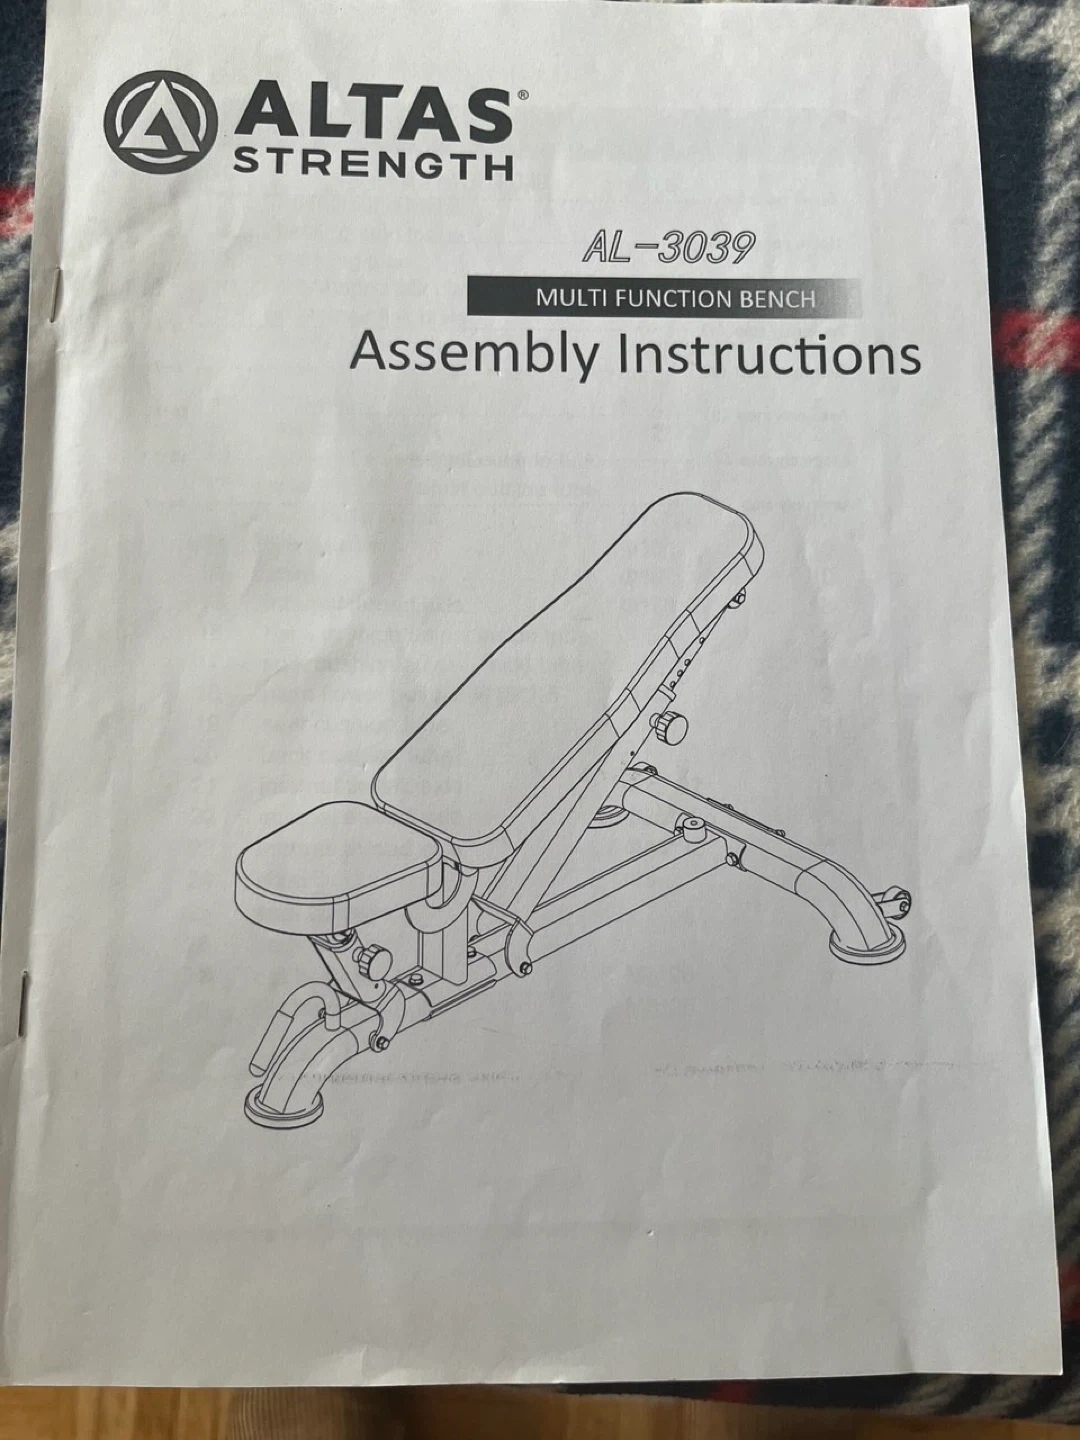 ALTAS®
STRENGTH
AL-3039
MULTI FUNCTION BENCH
Assembly Instructions